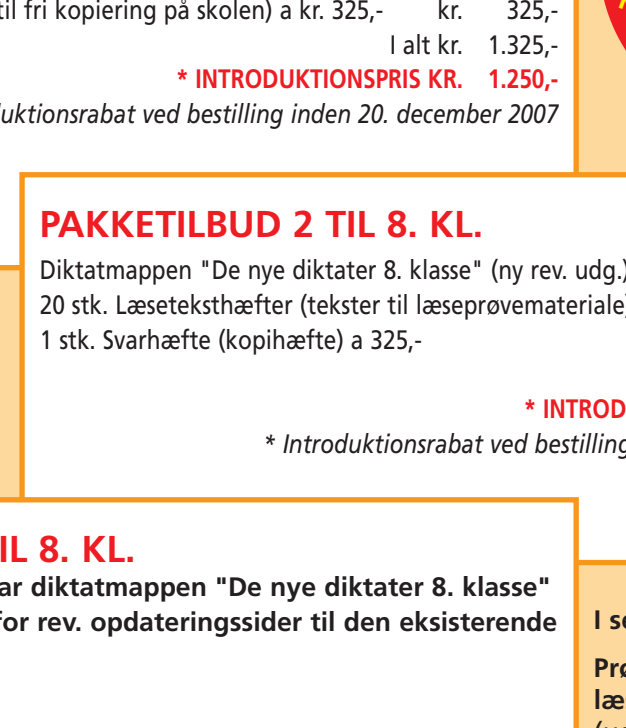 til fri kopiering på skolen) a kr. 325,- kr. 325,-
I alt kr. 1.325,-
* INTRODUKTIONSPRIS KR. 1.250,-
ved bestilling inden 20. december 2007
PAKKETILBUD 2 TIL 8. KL.
Diktatmappen "De nye diktater 8. klasse" (ny rev. udg.)
20 stk. Læseteksthæfter (tekster til læseprøvemateriale)
1 stk. Svarhæfte (kopihæfte) a 325,-
* INTROD
* Introduktionsrabat ved bestilling
IL 8. KL.
ar diktatmappen "De nye diktater 8. klasse"
for rev. opdateringssider til den eksisterende
I s
Pr
læ